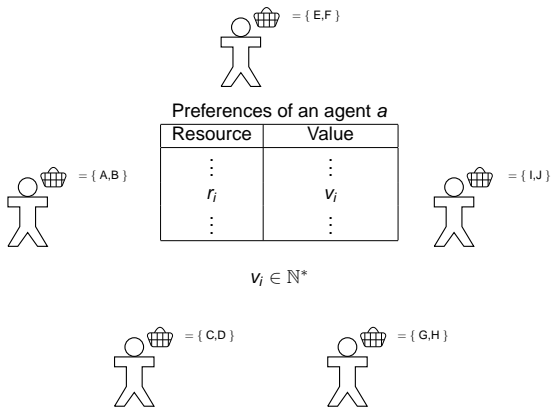 = { E,F }
Preferences of an agent a
Resource Value
⋮ ⋮
= { A,B }
r_i v_i
= { I,J }
⋮ ⋮
v_i ∈ ℕ*
= { C,D }
= { G,H }